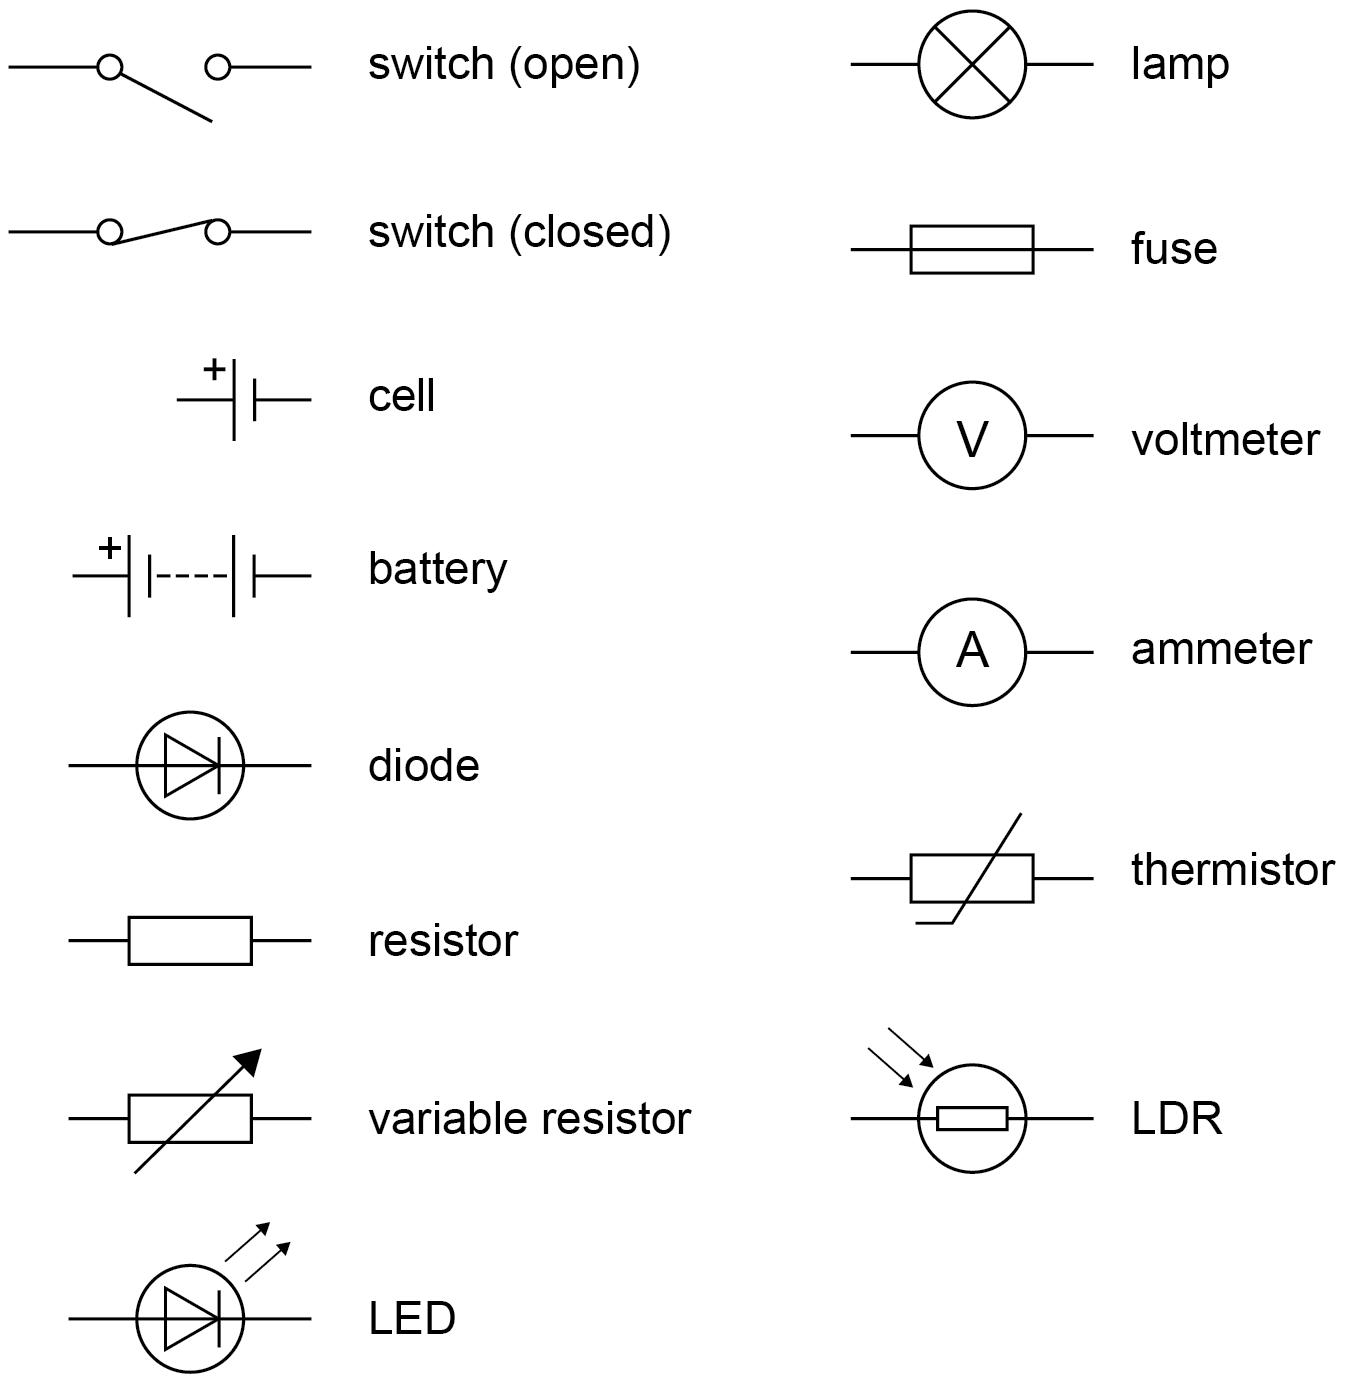 switch (open)
switch (closed)
+
cell
+
battery
diode
resistor
variable resistor
LED
lamp
fuse
V
voltmeter
A
ammeter
thermistor
LDR